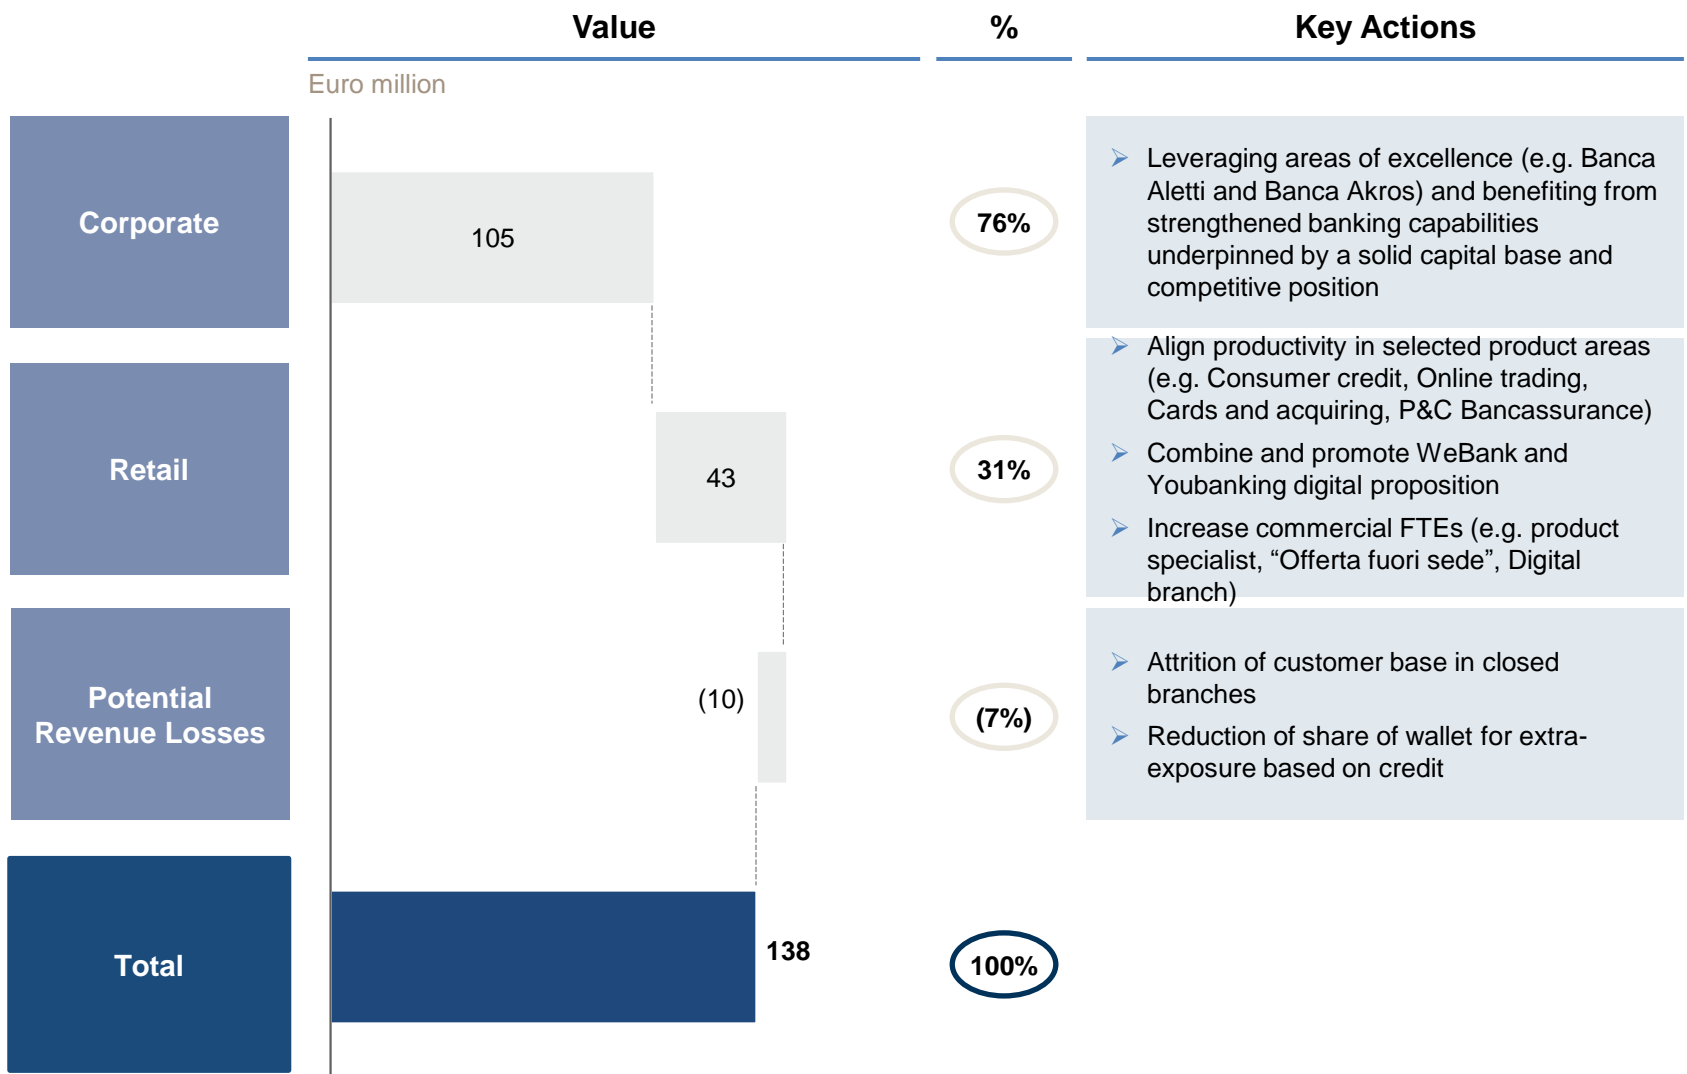 Value
%
Key Actions
Euro million
Corporate
105
76%
➢ Leveraging areas of excellence (e.g. Banca
Aletti and Banca Akros) and benefiting from
strengthened banking capabilities
underpinned by a solid capital base and
competitive position
Retail
43
31%
➢ Align productivity in selected product areas
(e.g. Consumer credit, Online trading,
Cards and acquiring, P&C Bancassurance)
➢ Combine and promote WeBank and
Youbanking digital proposition
➢ Increase commercial FTEs (e.g. product
specialist, “Offerta fuori sede”, Digital
branch)
Potential
Revenue Losses
(10)
(7%)
➢ Attrition of customer base in closed
branches
➢ Reduction of share of wallet for extra-
exposure based on credit
Total
138
100%